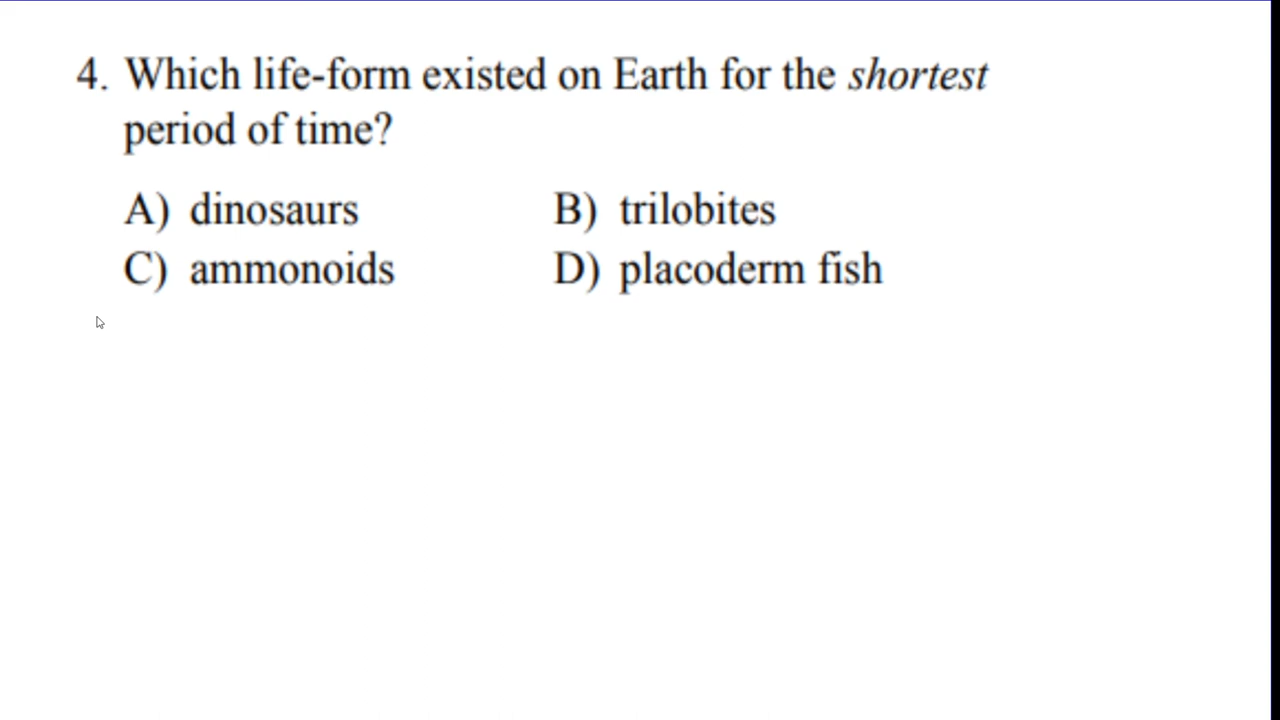 4. Which life-form existed on Earth for the shortest
period of time?
A) dinosaurs B) trilobites
C) ammonoids D) placoderm fish